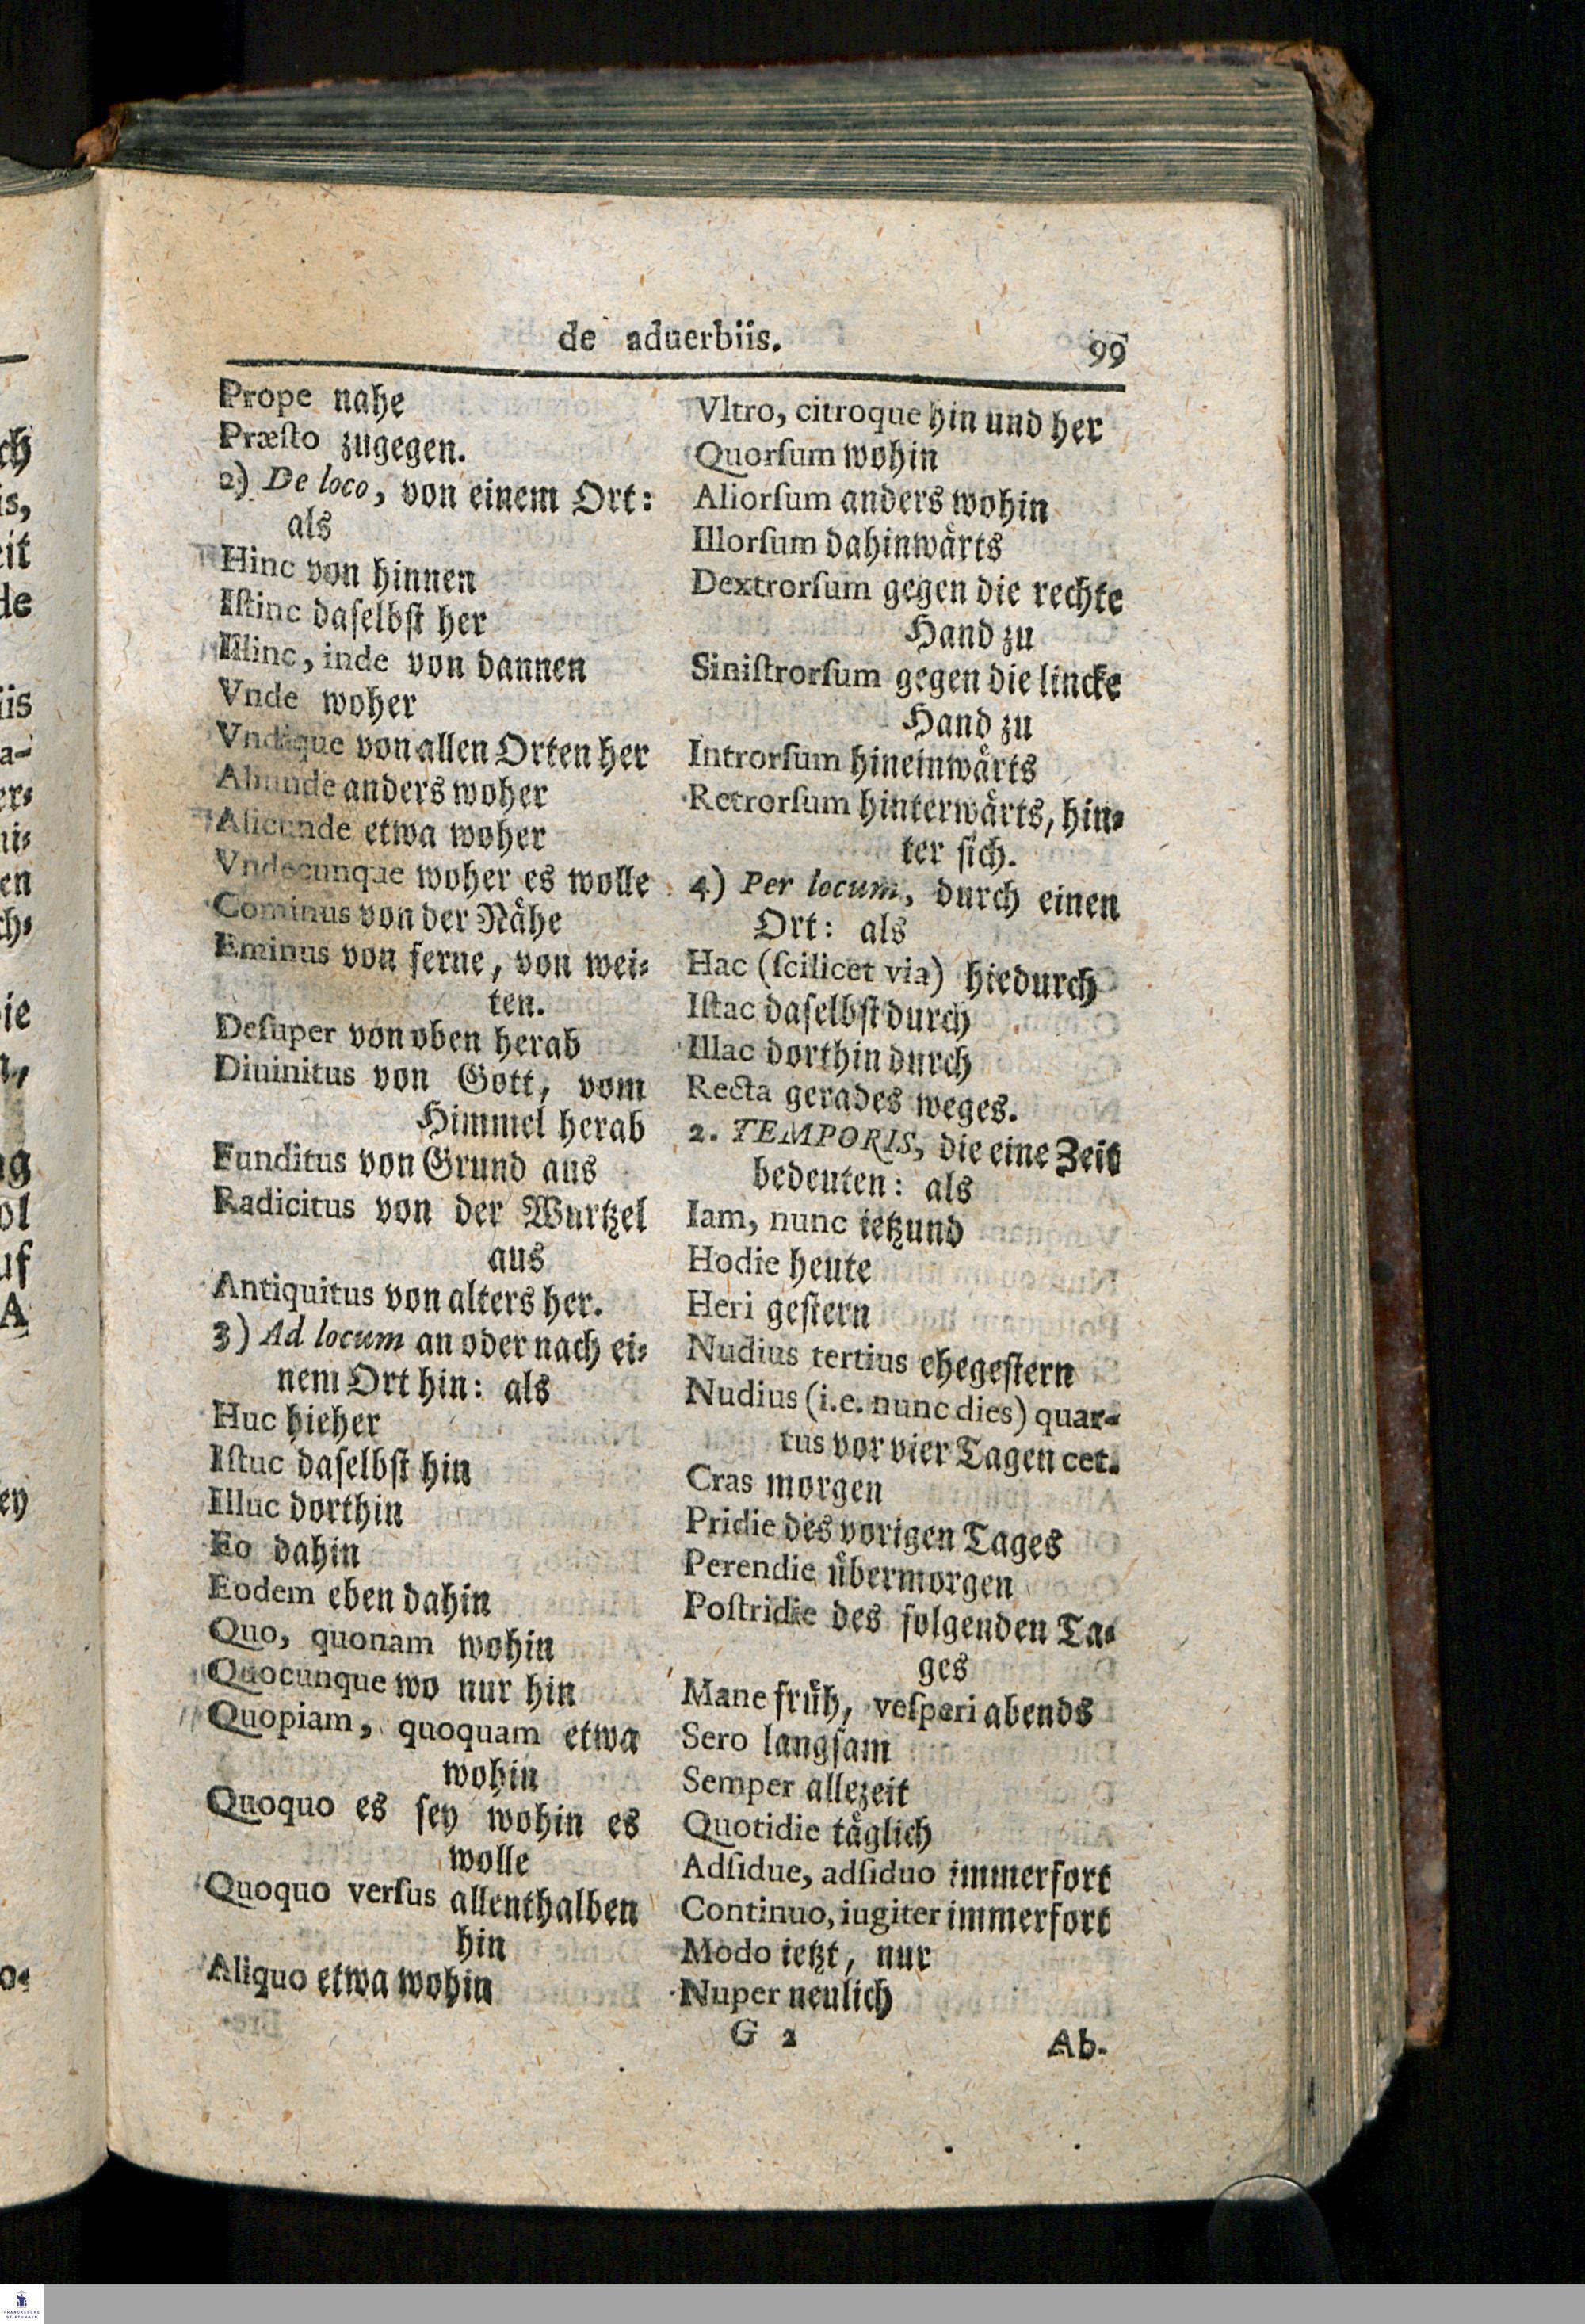 de aduerbiis. 99
Prope nahe
Præſto zugegen.
2) De loco, von einem Ort:
als
Hinc von hinnen
Iſtinc daſelbſt her
Illinc, inde von dannen
Vnde woher
Vndique von allen Orten her
Aliunde anders woher
Alicunde etwa woher
Vndecunque woher es wolle
Cominus von der Nähe
Eminus von ferne, von wei⸗
ten.
Deſuper von oben herab
Diuinitus von Gott, vom
Himmel herab
Funditus von Grund aus
Radicitus von der Wurtzel
aus
Antiquitus von alters her.
3) Ad locum an oder nach ei⸗
nem Ort hin: als
Huc hieher
Iſtuc daſelbſt hin
Illuc dorthin
Eo dahin
Eodem eben dahin
Quo, quonam wohin
Quocunque wo nur hin
Quopiam, quoquam etwa
wohin
Quoquo es ſey wohin es
wolle
Quoquo verſus allenthalben
hin
Aliquo etwa wohin
Vltro, citroque hin und her
Quorſum wohin
Aliorſum anders wohin
Illorſum dahinwärts
Dextrorſum gegen die rechte
Hand zu
Siniſtrorſum gegen die lincke
Hand zu
Introrſum hineinwärts
Retrorſum hinterwärts, hin⸗
ter ſich.
4) Per locum, durch einen
Ort: als
Hac (ſcilicet via) hiedurch
Iſtac daſelbſt durch
Illac dorthin durch
Recta gerades weges.
2. TEMPORIS, die eine Zeit
bedeuten: als
Iam, nunc ietzund
Hodie heute
Heri geſtern
Nudius tertius ehegeſtern
Nudius (i.e. nunc dies) quar-
tus vor vier Tagen cet.
Cras morgen
Pridie des vorigen Tages
Perendie übermorgen
Poſtridie des folgenden Ta⸗
ges
Mane früh, veſperi abends
Sero langſam
Semper allezeit
Quotidie täglich
Adſidue, adſiduo immerfort
Continuo, iugiter immerfort
Modo ietzt, nur
Nuper neulich
G 2 Ab-